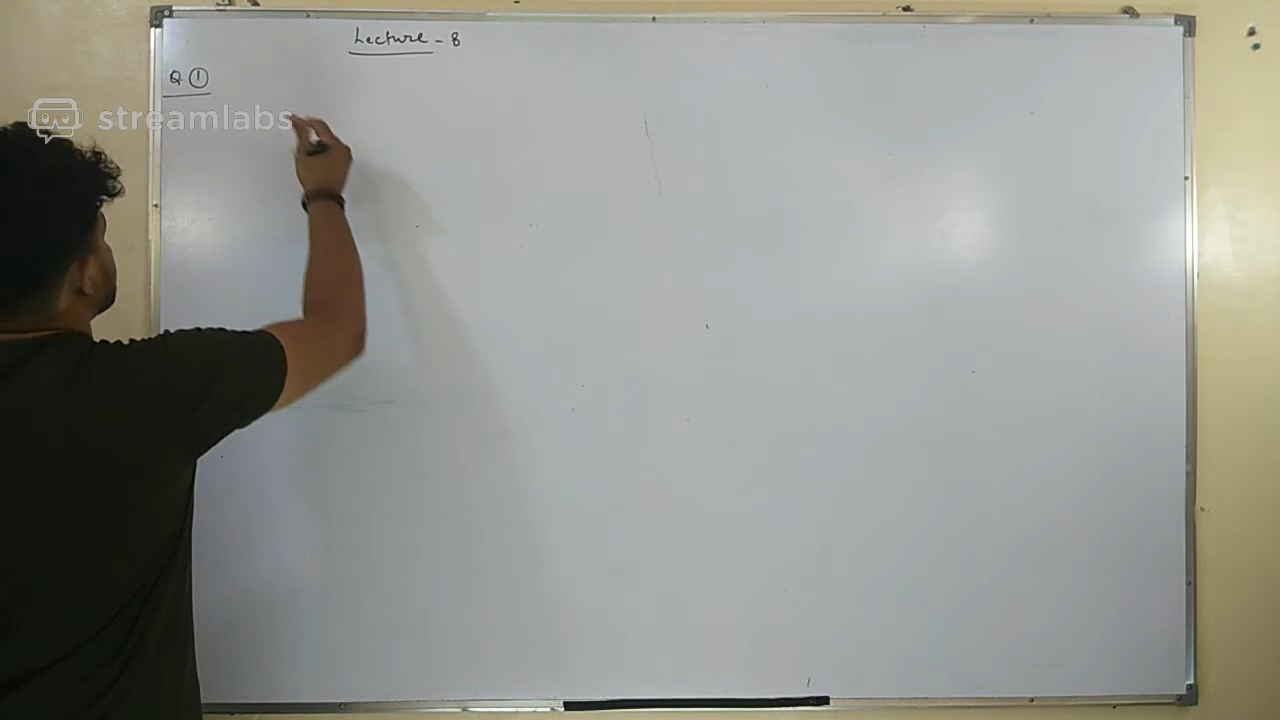 Lecture - 8
Q. ①
streamlabs